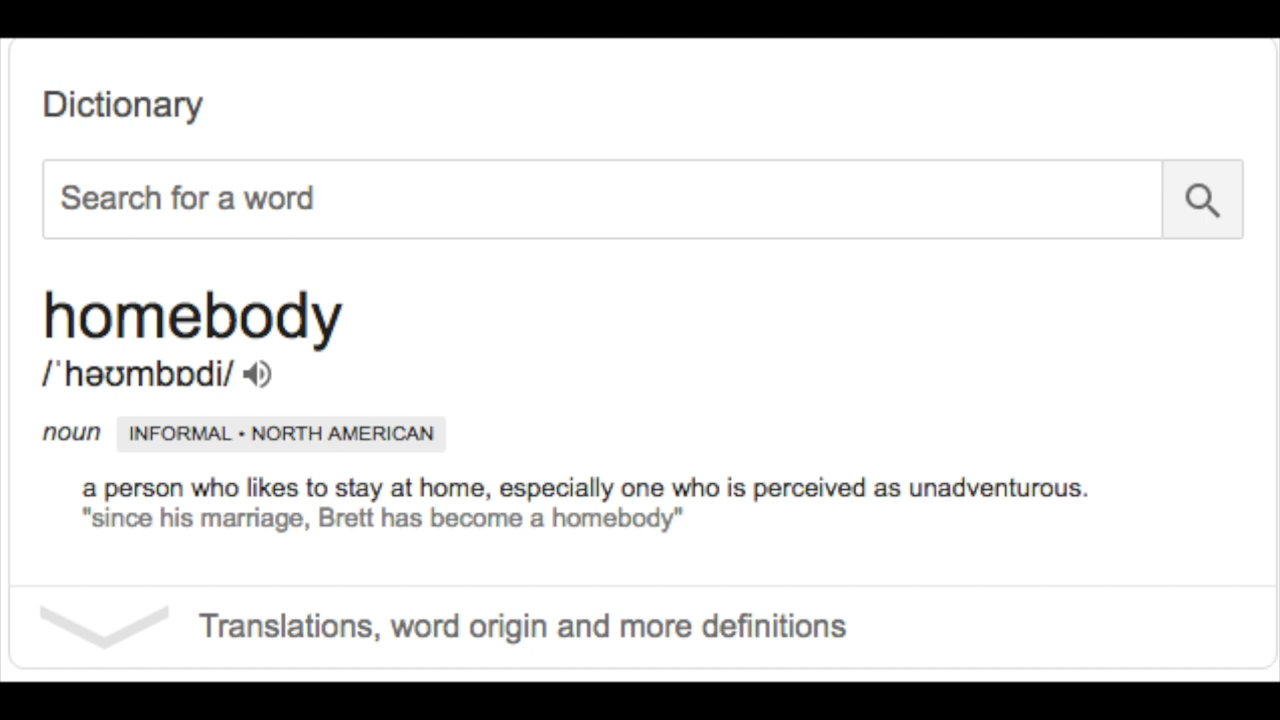 Dictionary
Search for a word
homebody
/ˈhəʊmbɒdi/
noun INFORMAL • NORTH AMERICAN
a person who likes to stay at home, especially one who is perceived as unadventurous.
"since his marriage, Brett has become a homebody"
Translations, word origin and more definitions